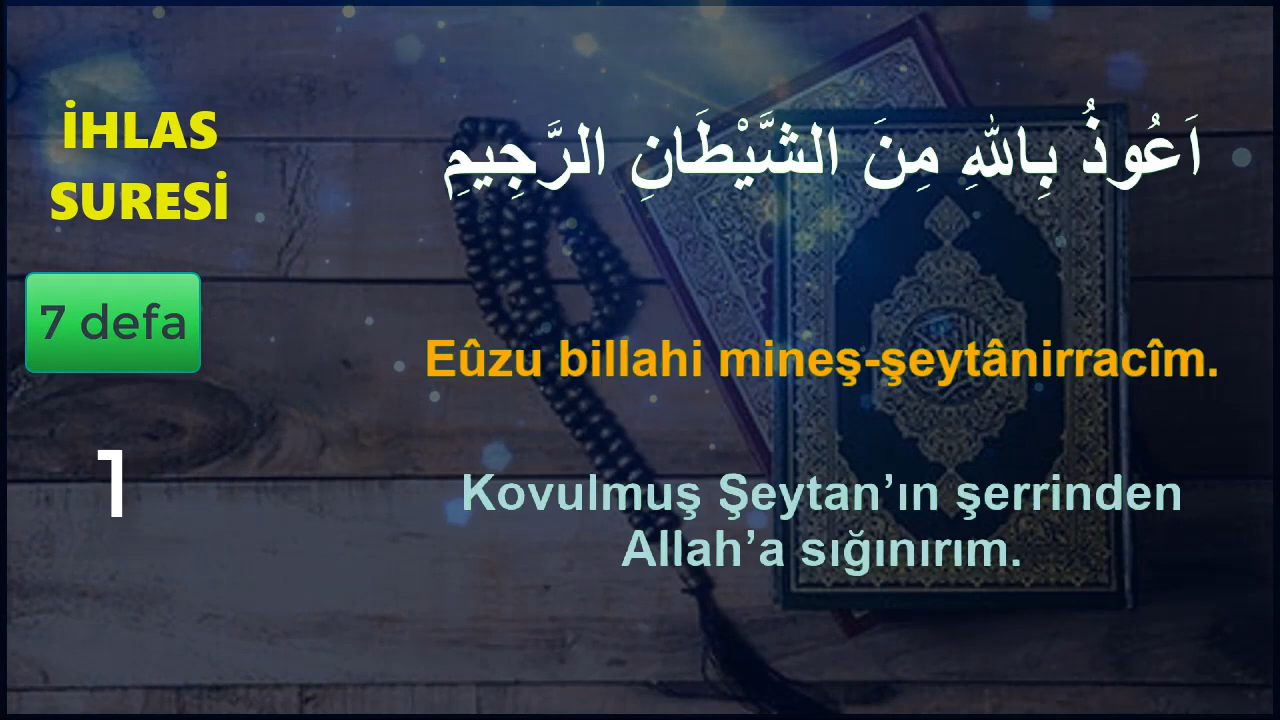 İHLAS
SURESİ
7 defa
1
اَعُوذُ بِاللهِ مِنَ الشَّيْطَانِ الرَّجِيمِ
Eûzu billahi mineş-şeytânirracîm.
Kovulmuş Şeytan’ın şerrinden
Allah’a sığınırım.